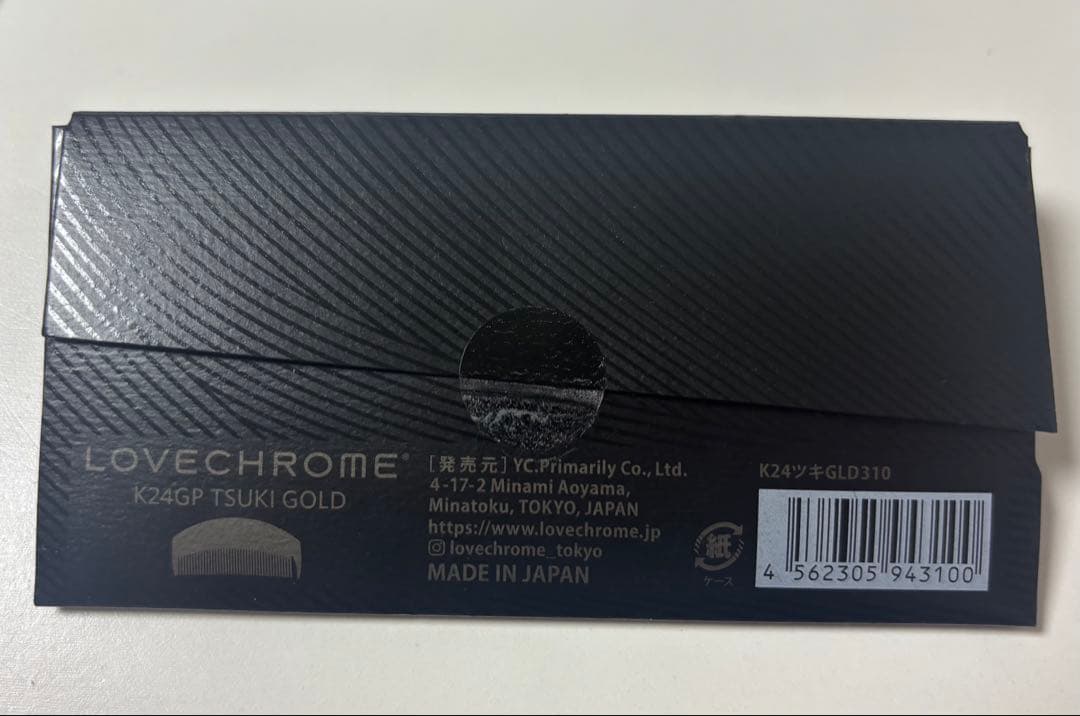 LOVECHROME®
K24GP TSUKI GOLD
[発売元] YC.Primarily Co., Ltd.
4-17-2 Minami Aoyama,
Minatoku, TOKYO, JAPAN
https://www.lovechrome.jp
lovechrome_tokyo
MADE IN JAPAN
紙
ケース
K24ツキGLD310
4 562305 943100